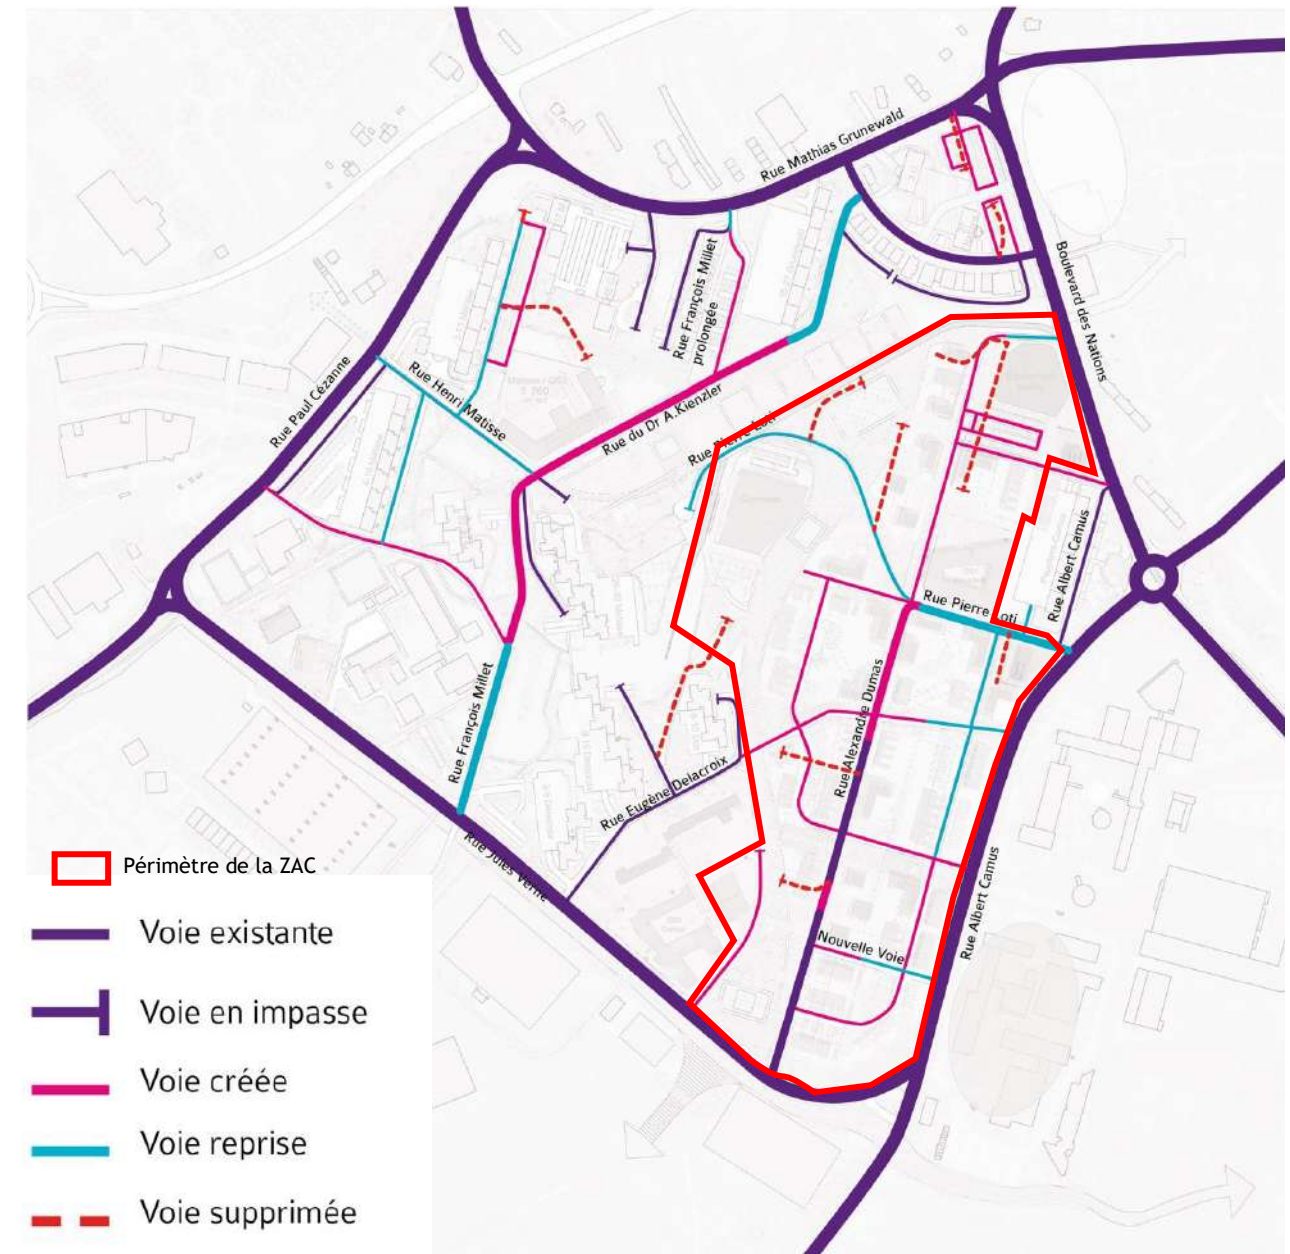 Rue Mathias Grunewald
Boulevard des Nations
Rue François Millet
prolongée
Rue Paul Cézanne
Rue Henri Matisse
Rue du Dr A.Kienzler
Rue Pierre Loti
Rue Albert Camus
Rue Pierre Loti
Rue François Millet
Rue Alexandre Dumas
Rue Eugène Delacroix
Rue Jules Verne
Rue Albert Camus
Nouvelle Voie
Périmètre de la ZAC
Voie existante
Voie en impasse
Voie créée
Voie reprise
Voie supprimée